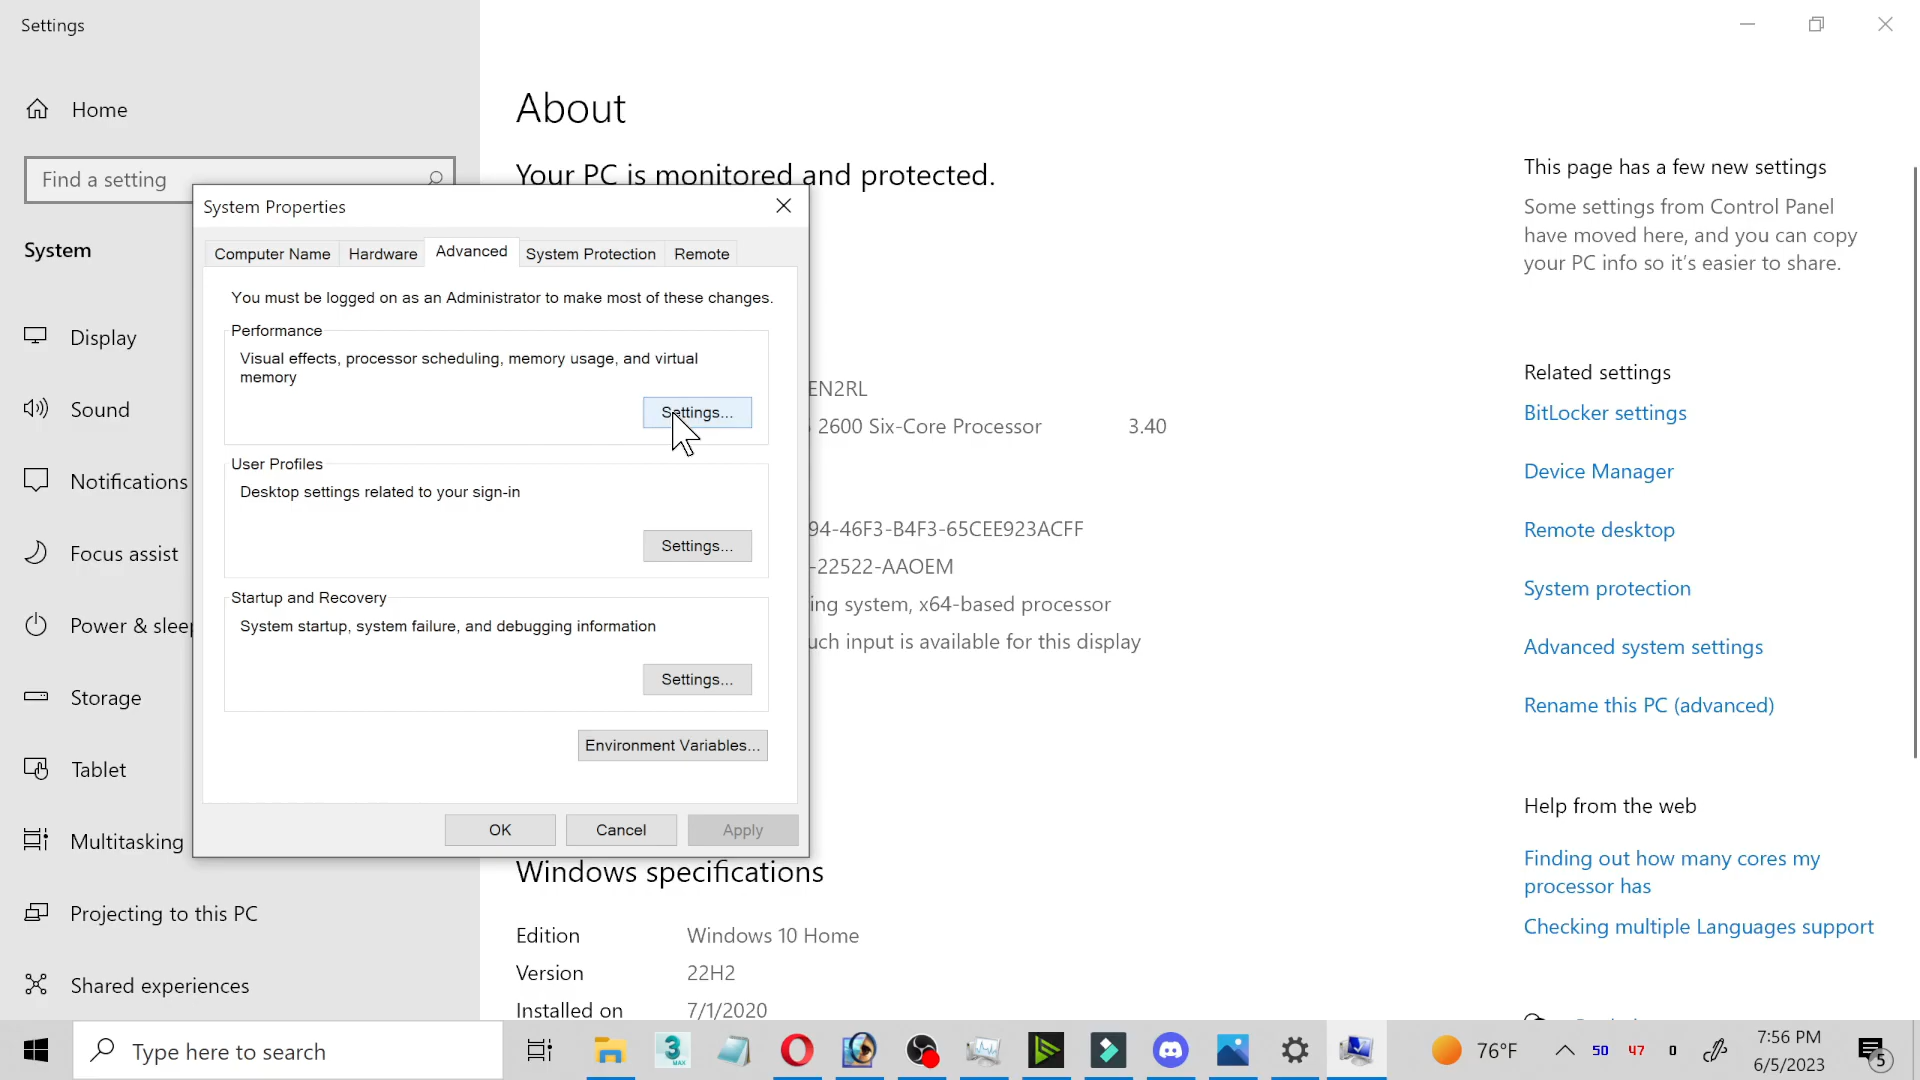 Settings
Home
Find a setting
System
Display
Sound
Notifications
Focus assist
Power &
Storage
Tablet
Multitasking
Projecting to this PC
Shared experiences
System Properties
Computer Name
Hardware
Advanced
System Protection
Remote
You must be logged on as an Administrator to make most of these changes.
Performance
Visual effects, processor scheduling, memory usage, and virtual
memory
Settings...
User Profiles
Desktop settings related to your sign-in
Settings...
Startup and Recovery
System startup, system failure, and debugging information
Settings...
Environment Variables...
OK
Cancel
Apply
About
Your PC is monitored and protected.
EN2RL
2600 Six-Core Processor 3.40
94-46F3-B4F3-65CEE923ACFF
-22522-AAOEM
ing system, x64-based processor
uch input is available for this display
Windows specifications
Edition Windows 10 Home
Version 22H2
Installed on 7/1/2020
This page has a few new settings
Some settings from Control Panel
have moved here, and you can copy
your PC info so it's easier to share.
Related settings
BitLocker settings
Device Manager
Remote desktop
System protection
Advanced system settings
Rename this PC (advanced)
Help from the web
Finding out how many cores my
processor has
Checking multiple Languages support
Type here to search
3
MAX
76°F
50
47
0
7:56 PM
6/5/2023
5